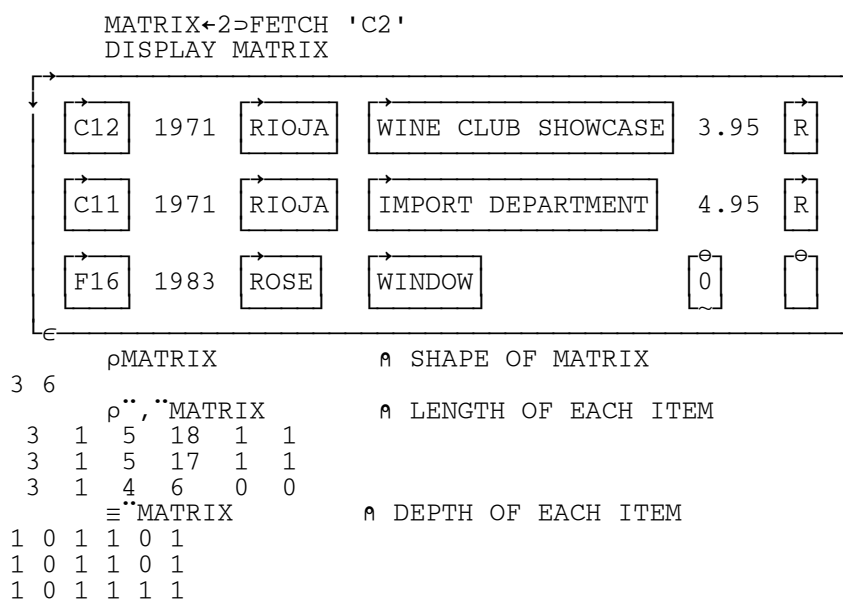 MATRIX←2⊃FETCH 'C2'
DISPLAY MATRIX
C12 1971 RIOJA WINE CLUB SHOWCASE 3.95 R
C11 1971 RIOJA IMPORT DEPARTMENT 4.95 R
F16 1983 ROSE WINDOW 0
⍴MATRIX ⍝ SHAPE OF MATRIX
3 6
⍴¨,¨MATRIX ⍝ LENGTH OF EACH ITEM
3 1 5 18 1 1
3 1 5 17 1 1
3 1 4 6 0 0
≡¨MATRIX ⍝ DEPTH OF EACH ITEM
1 0 1 1 0 1
1 0 1 1 0 1
1 0 1 1 1 1